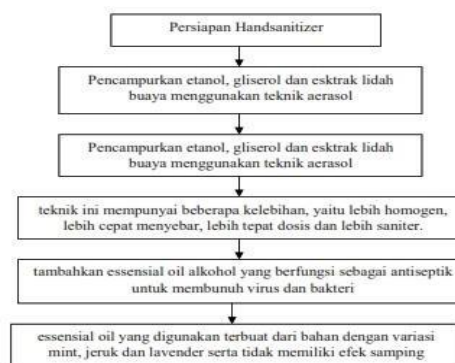 Persiapan Handsanitizer
Pencampurkan etanol, gliserol dan esktrak lidah
buaya menggunakan teknik aerasol
Pencampurkan etanol, gliserol dan esktrak lidah
buaya menggunakan teknik aerasol
teknik ini mempunyai beberapa kelebihan, yaitu lebih homogen,
lebih cepat menyebar, lebih tepat dosis dan lebih saniter.
tambahkan essensial oil alkohol yang berfungsi sebagai antiseptik
untuk membunuh virus dan bakteri
essensial oil yang digunakan terbuat dari bahan dengan variasi
mint, jeruk dan lavender serta tidak memiliki efek samping